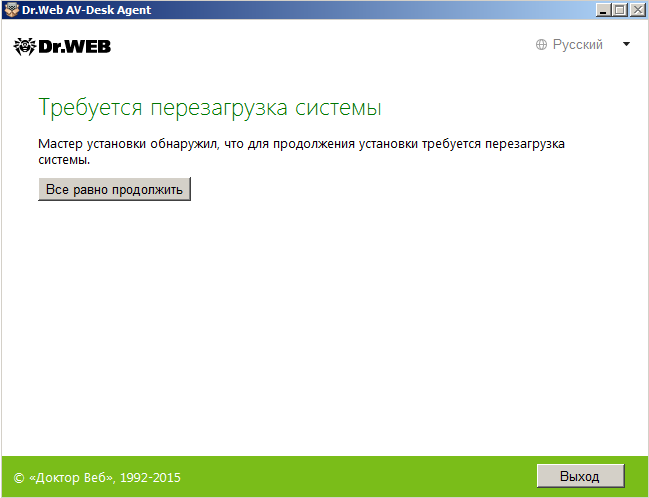 Dr.Web AV-Desk Agent
Dr.WEB
Русский
Требуется перезагрузка системы
Мастер установки обнаружил, что для продолжения установки требуется перезагрузка
системы.
Все равно продолжить
© «Доктор Веб», 1992-2015
Выход